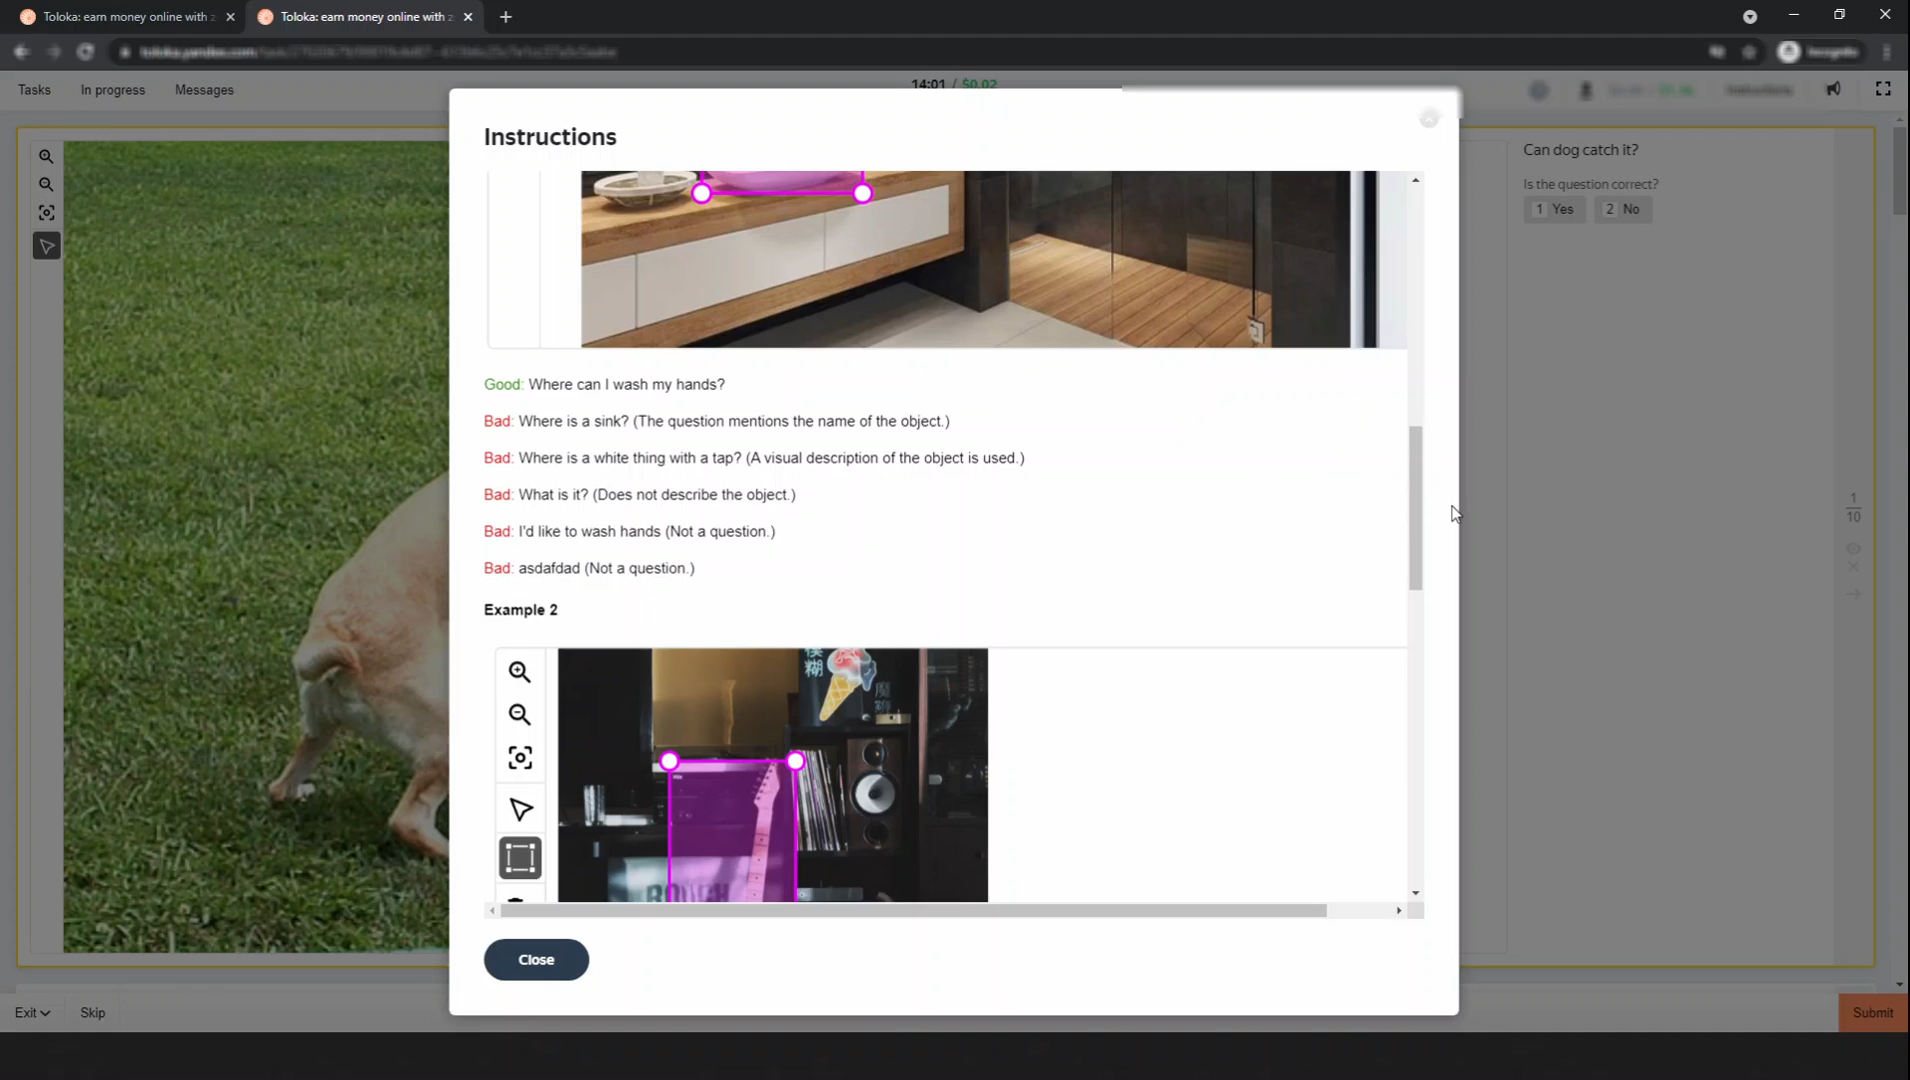 Toloka: earn money online with
Toloka: earn money online with
Tasks
In progress
Messages
14:01 / $0.02
Instructions
Can dog catch it?
Is the question correct?
1 Yes
2 No
Good: Where can I wash my hands?
Bad: Where is a sink? (The question mentions the name of the object.)
Bad: Where is a white thing with a tap? (A visual description of the object is used.)
Bad: What is it? (Does not describe the object.)
Bad: I'd like to wash hands (Not a question.)
Bad: asdafdad (Not a question.)
1
10
Example 2
模糊
ROUGH
Close
Exit
Skip
Submit